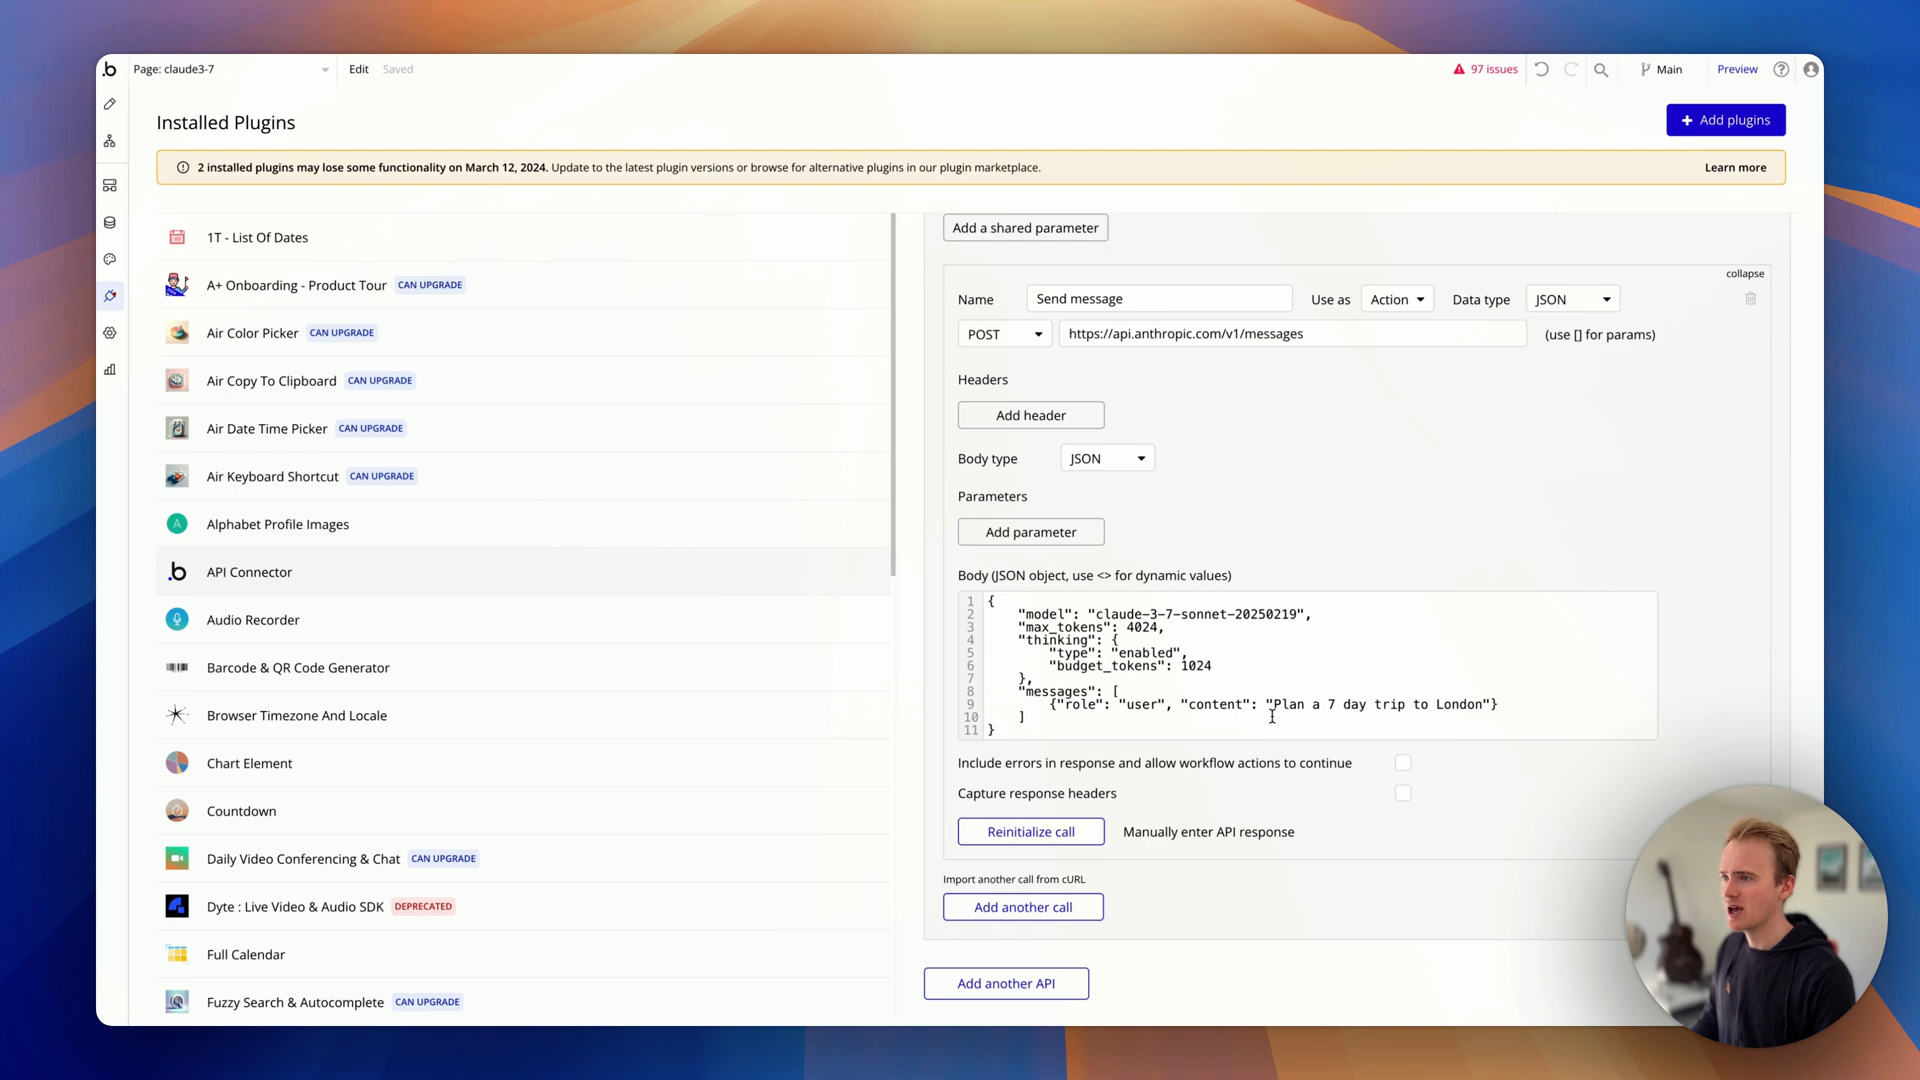 Page: claude3-7
Edit
Saved
97 issues
Main
Preview
Installed Plugins
+ Add plugins
2 installed plugins may lose some functionality on March 12, 2024. Update to the latest plugin versions or browse for alternative plugins in our plugin marketplace.
Learn more
1T - List Of Dates
A+ Onboarding - Product Tour CAN UPGRADE
Air Color Picker CAN UPGRADE
Air Copy To Clipboard CAN UPGRADE
Air Date Time Picker CAN UPGRADE
Air Keyboard Shortcut CAN UPGRADE
A Alphabet Profile Images
.b API Connector
Audio Recorder
Barcode & QR Code Generator
Browser Timezone And Locale
Chart Element
Countdown
Daily Video Conferencing & Chat CAN UPGRADE
Dyte : Live Video & Audio SDK DEPRECATED
Full Calendar
Fuzzy Search & Autocomplete CAN UPGRADE
Add a shared parameter
collapse
Name Send message Use as Action Data type JSON
POST https://api.anthropic.com/v1/messages (use [] for params)
Headers
Add header
Body type JSON
Parameters
Add parameter
Body (JSON object, use <> for dynamic values)
1 {
2 "model": "claude-3-7-sonnet-20250219",
3 "max_tokens": 4024,
4 "thinking": {
5 "type": "enabled",
6 "budget_tokens": 1024
7 },
8 "messages": [
9 {"role": "user", "content": "Plan a 7 day trip to London"}
10 ]
11 }
Include errors in response and allow workflow actions to continue
Capture response headers
Reinitialize call Manually enter API response
Import another call from cURL
Add another call
Add another API